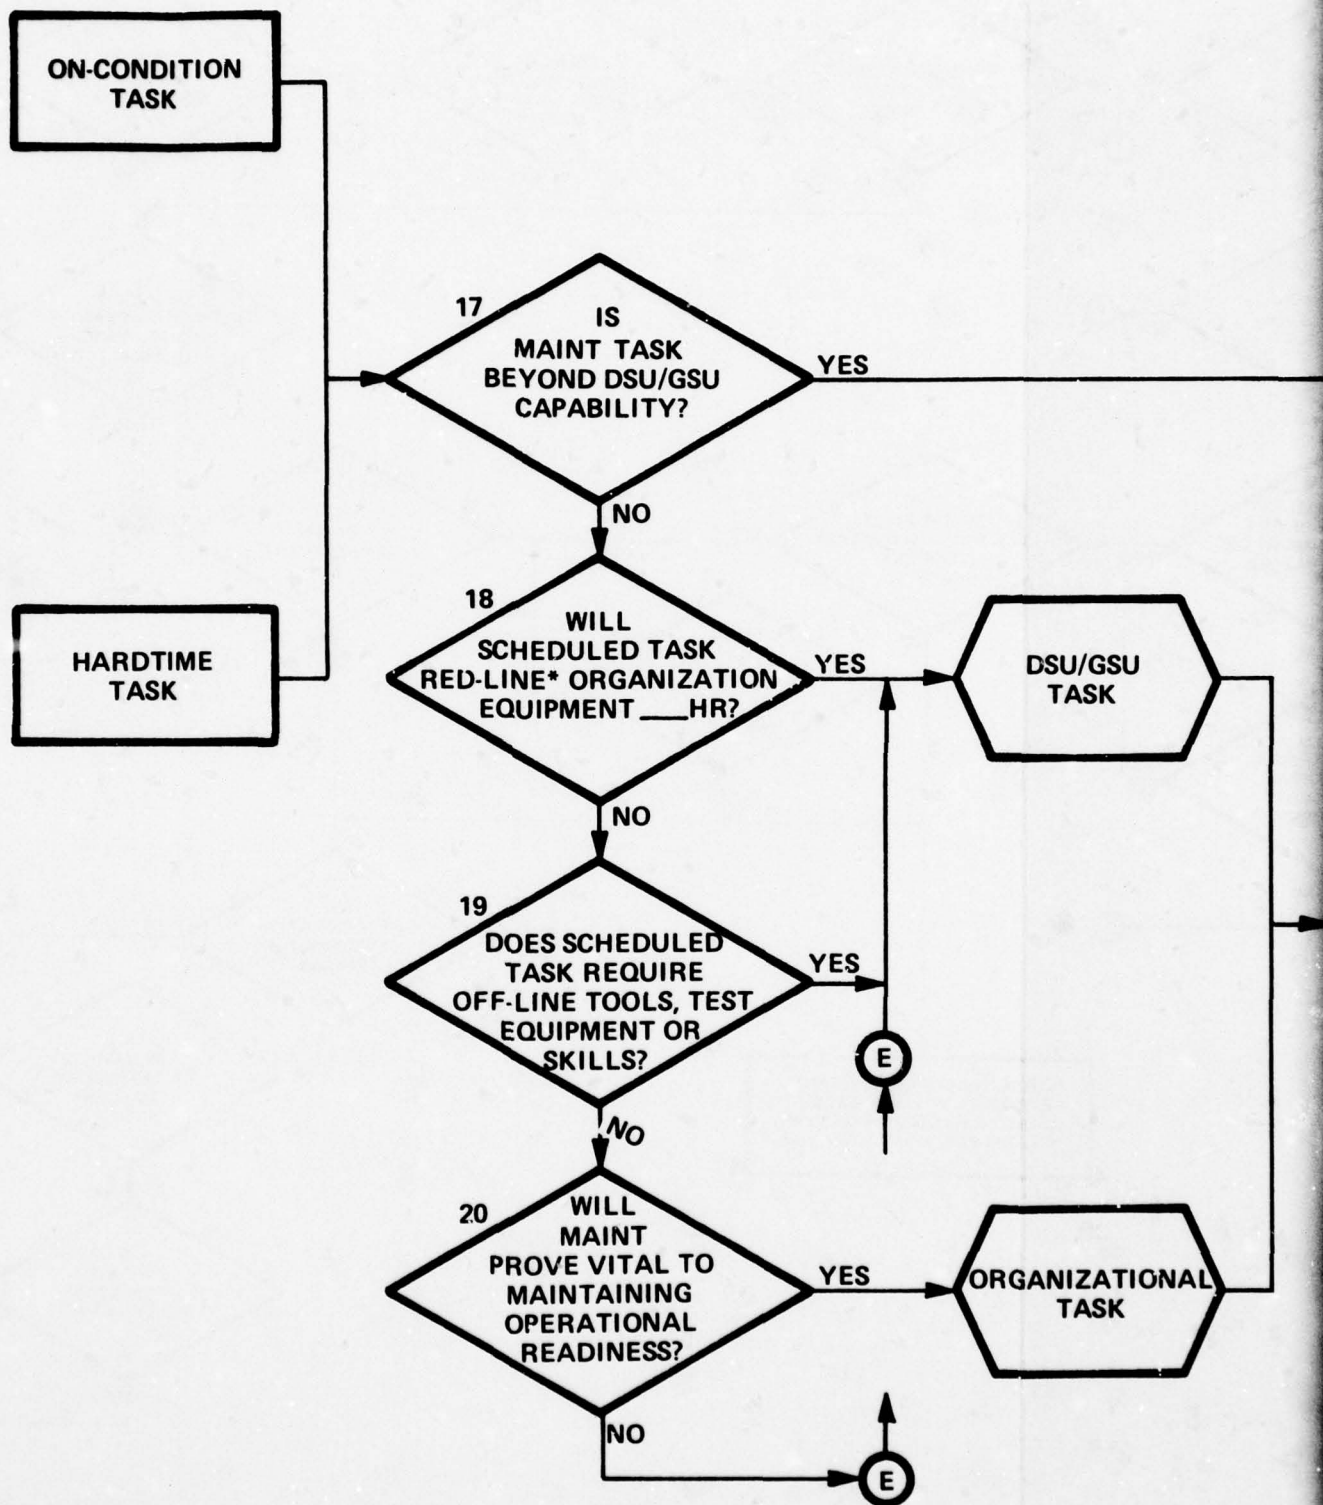 ON-CONDITION
TASK
17
IS
MAINT TASK
BEYOND DSU/GSU
CAPABILITY?
YES
NO
HARDTIME
TASK
18
WILL
SCHEDULED TASK
RED-LINE* ORGANIZATION
EQUIPMENT ___HR?
YES
DSU/GSU
TASK
NO
19
DOES SCHEDULED
TASK REQUIRE
OFF-LINE TOOLS, TEST
EQUIPMENT OR
SKILLS?
YES
E
NO
20
WILL
MAINT
PROVE VITAL TO
MAINTAINING
OPERATIONAL
READINESS?
YES
ORGANIZATIONAL
TASK
NO
E